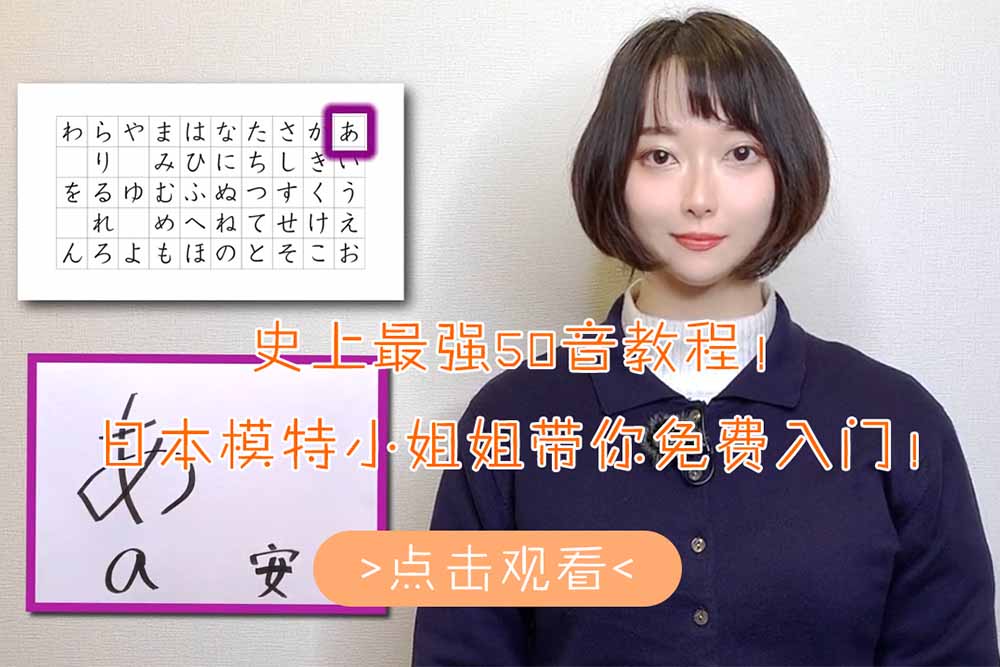 わらやまはなたさかあ
り みひにちしきい
をるゆむふぬつすくう
れ めへねてせけえ
んろよもほのとそこお
史上最强50音教程!
日本模特小姐姐带你免费入门!
あ
a 安
>点击观看<